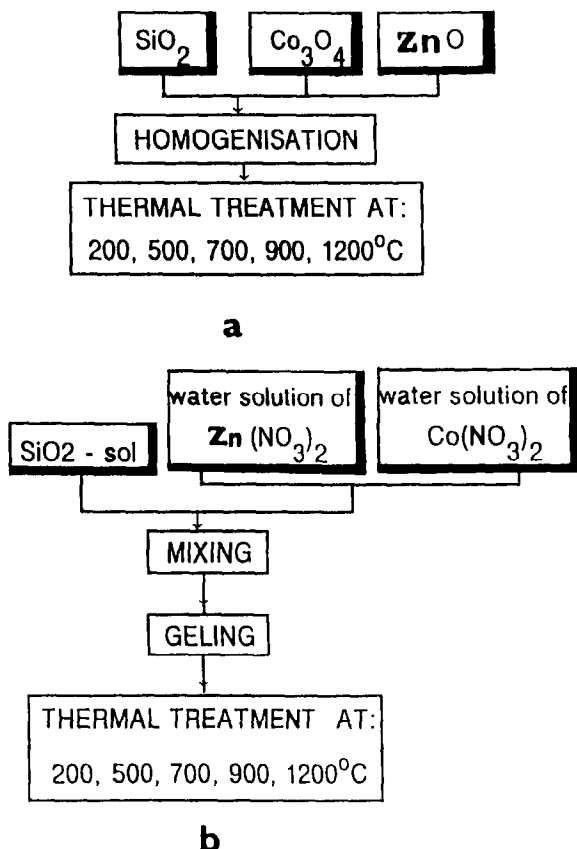 SiO2 Co3O4 ZnO
HOMOGENISATION
THERMAL TREATMENT AT:
200, 500, 700, 900, 1200°C
a
SiO2 - sol
water solution of
Zn (NO3)2
water solution of
Co(NO3)2
MIXING
GELING
THERMAL TREATMENT AT:
200, 500, 700, 900, 1200°C
b